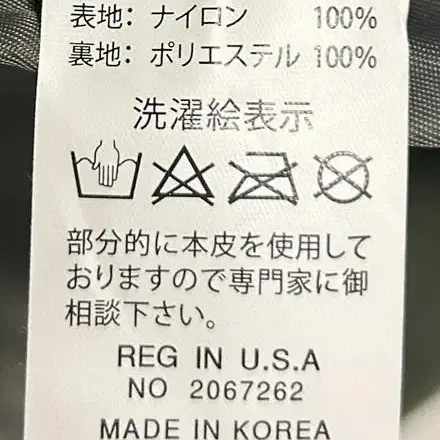 表地: ナイロン 100%
裏地: ポリエステル 100%
洗濯絵表示
部分的に本皮を使用して
おりますので専門家に御
相談下さい。
REG IN U.S.A
NO 2067262
MADE IN KOREA